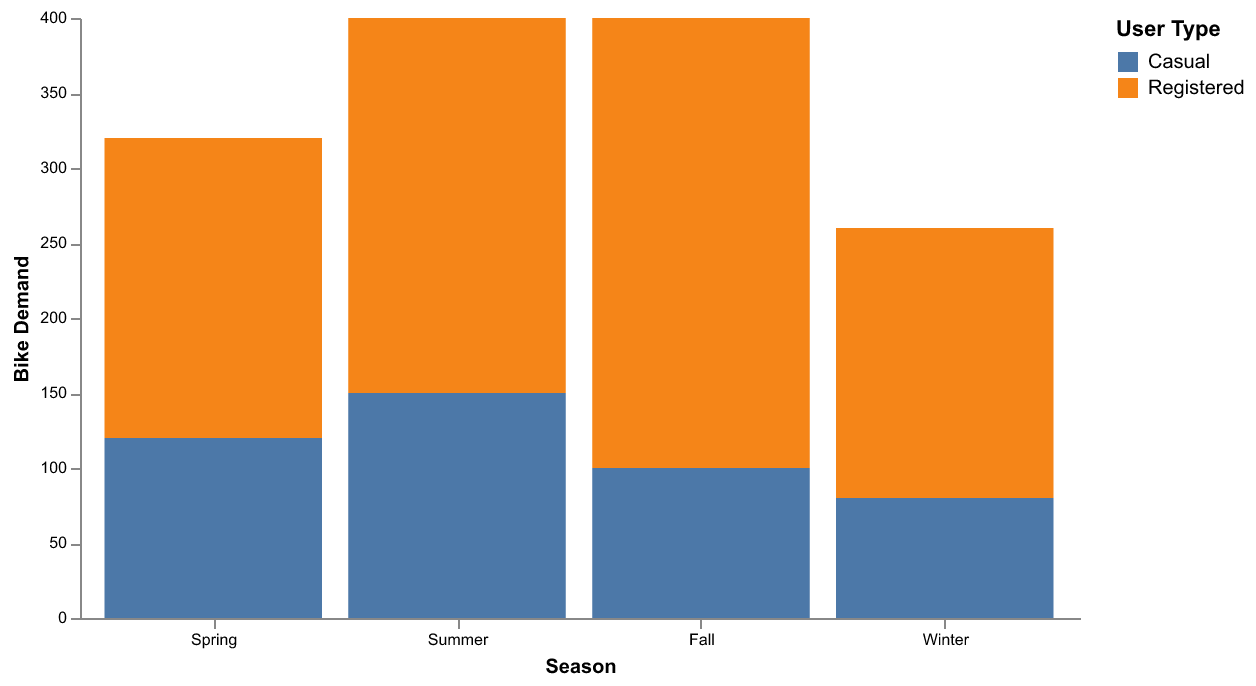 User Type
Casual
Registered
Bike Demand
400
350
300
250
200
150
100
50
0
Spring Summer Fall Winter
Season